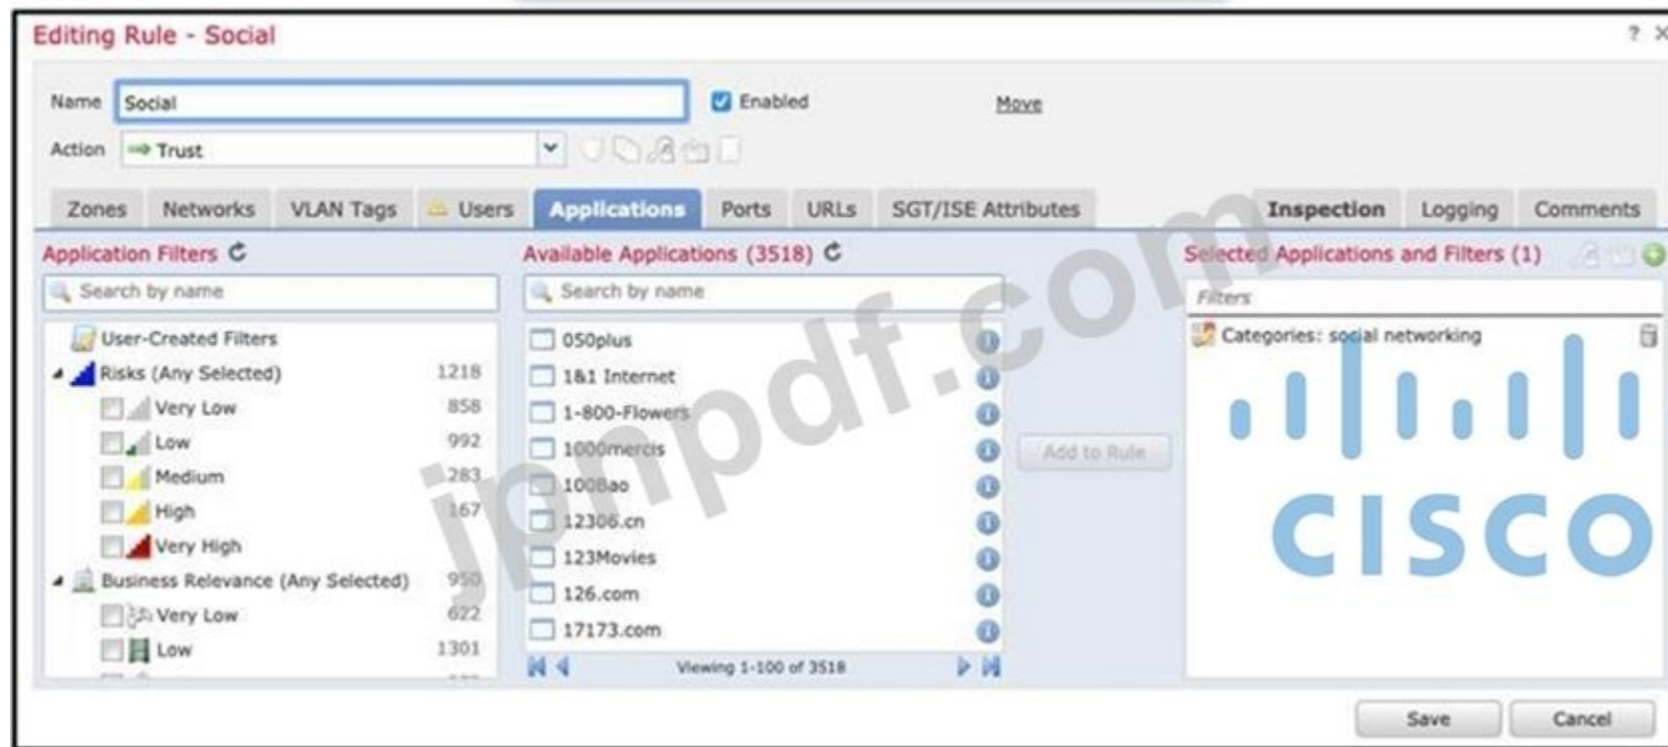 Editing Rule - Social
? X
Name Social Enabled Move
Action Trust
Zones Networks VLAN Tags Users Applications Ports URLs SGT/ISE Attributes Inspection Logging Comments
Application Filters Available Applications (3518) Selected Applications and Filters (1)
Search by name Search by name Filters
User-Created Filters 050plus Categories: social networking
Risks (Any Selected) 1218 1&1 Internet
Very Low 858 1-800-Flowers
Low 992 1000mercis Add to Rule
Medium 283 100Bao
High 167 12306.cn
Very High 123Movies
Business Relevance (Any Selected) 950 126.com
Very Low 622 17173.com
Low 1301 Viewing 1-100 of 3518
Save Cancel
CISCO
jpnpdf.com